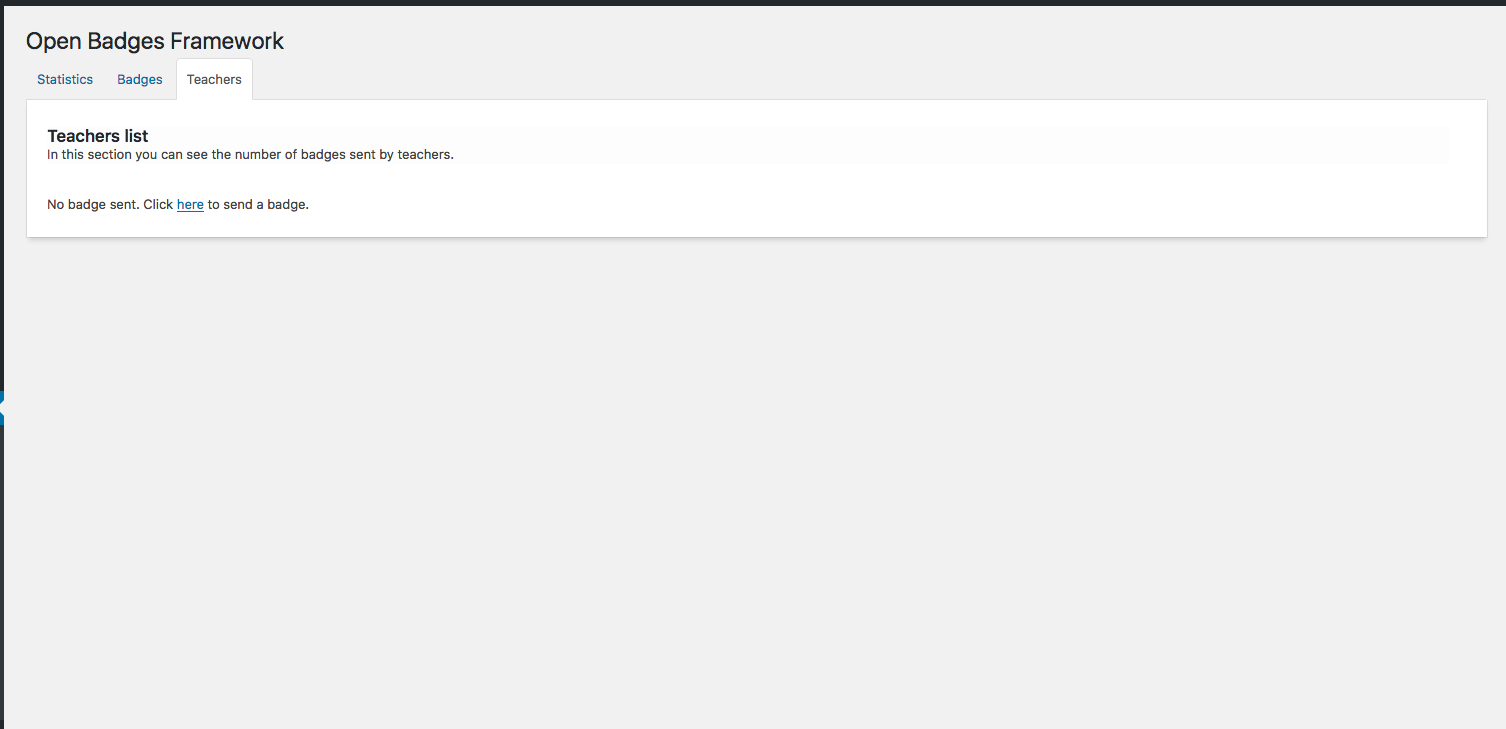 Open Badges Framework
Statistics Badges Teachers
Teachers list
In this section you can see the number of badges sent by teachers.
No badge sent. Click here to send a badge.